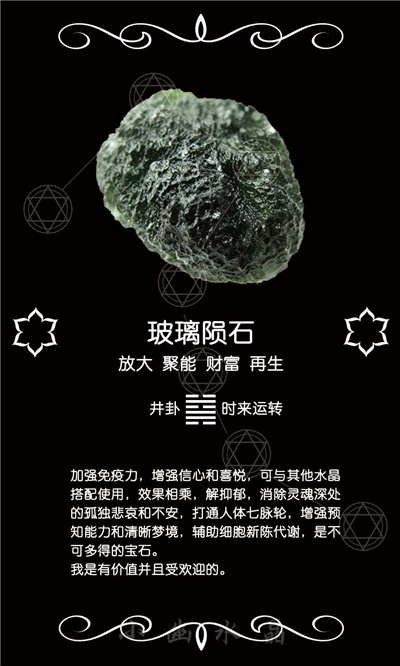 玻璃陨石
放大 聚能 财富 再生
井卦 时来运转
加强免疫力，增强信心和喜悦，可与其他水晶
搭配使用，效果相乘，解抑郁，消除灵魂深处
的孤独悲哀和不安，打通人体七脉轮，增强预
知能力和清晰梦境，辅助细胞新陈代谢，是不
可多得的宝石。
我是有价值并且受欢迎的。